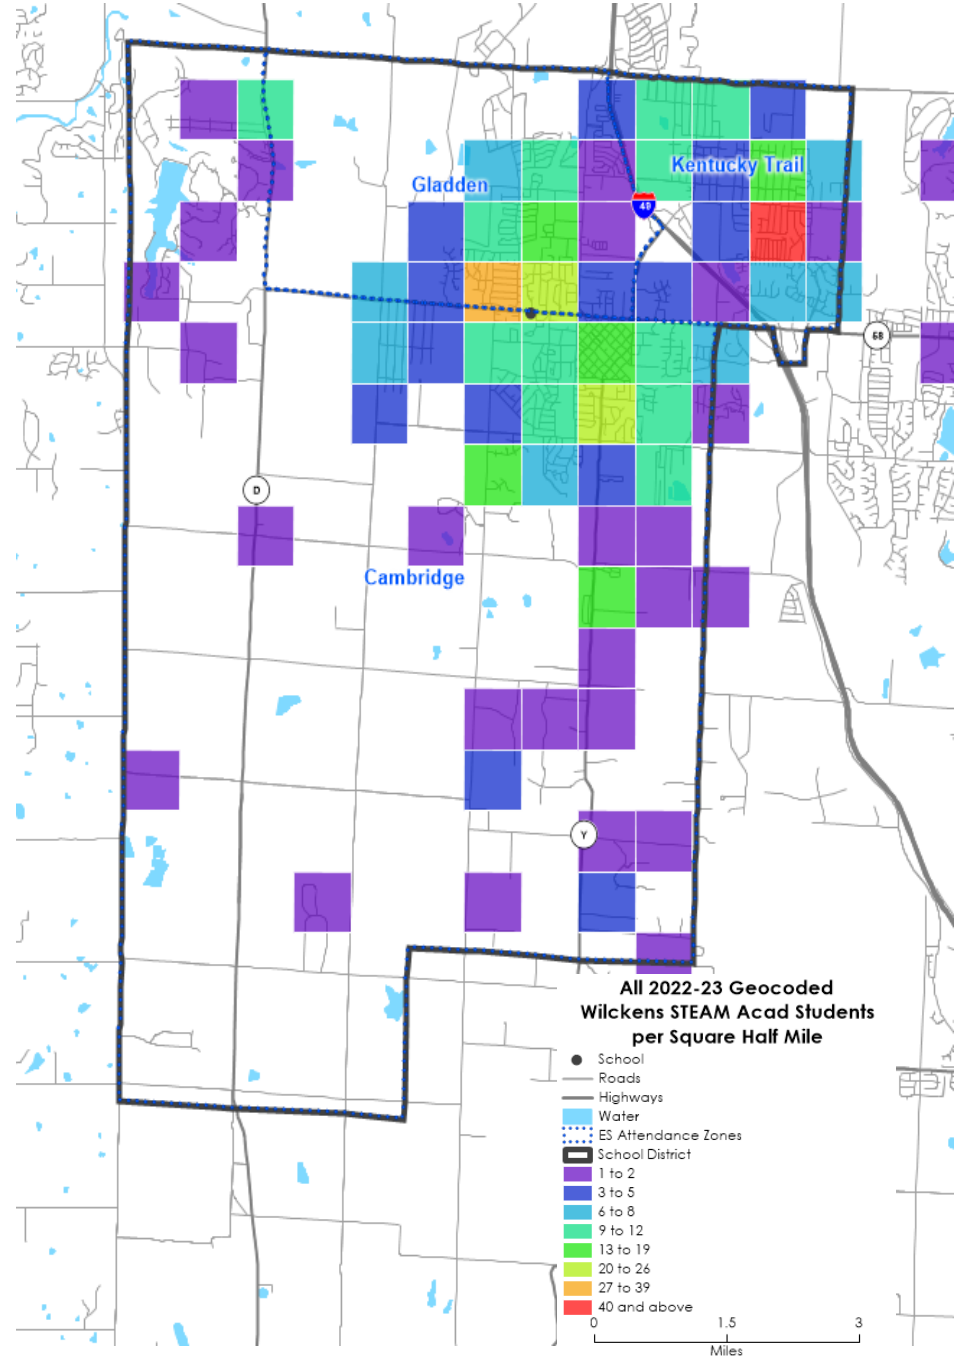 Kentucky Trail
Gladden
49
68
D
Cambridge
Y
All 2022-23 Geocoded
Wilckens STEAM Acad Students
per Square Half Mile
School
Roads
Highways
Water
ES Attendance Zones
School District
1 to 2
3 to 5
6 to 8
9 to 12
13 to 19
20 to 26
27 to 39
40 and above
0 1.5 3
Miles